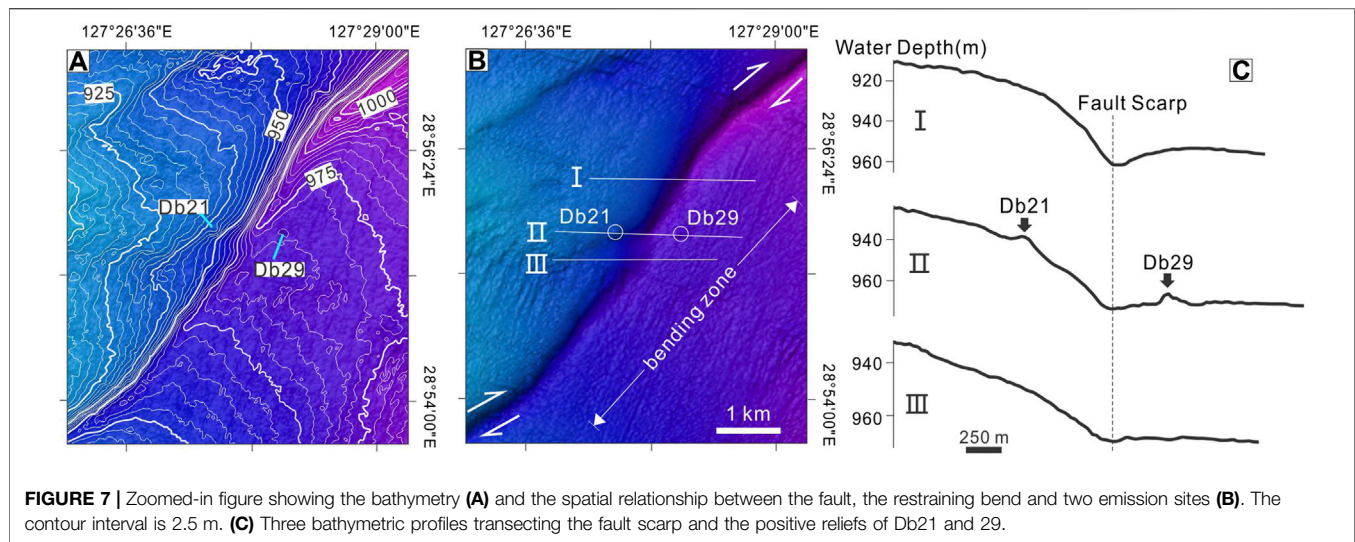 127°26'36"E
127°29'00"E
127°26'36"E
127°29'00"E
A
925
950
1000
975
Db21
Db29
28°56'24"E
28°54'00"E
B
I
II
Db21
Db29
III
bending zone
1 km
28°56'24"E
28°54'00"E
Water Depth(m)
C
920
940
960
I
Fault Scarp
940
960
II
Db21
Db29
940
960
III
250 m
FIGURE 7 | Zoomed-in figure showing the bathymetry (A) and the spatial relationship between the fault, the restraining bend and two emission sites (B). The
contour interval is 2.5 m. (C) Three bathymetric profiles transecting the fault scarp and the positive reliefs of Db21 and 29.